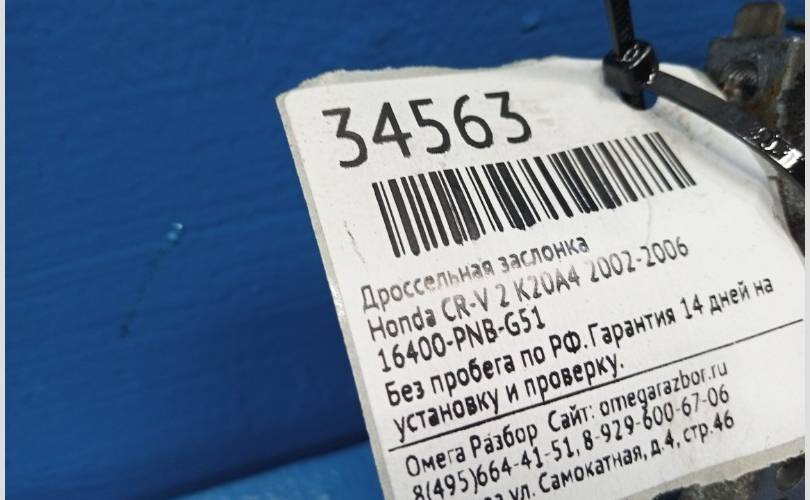 34563
Дроссельная заслонка
Honda CR-V 2 K20A4 2002-2006
16400-PNB-G51
Без пробега по РФ.Гарантия 14 дней на
установку и проверку.
Омега Разбор Сайт: omegarazbor.ru
8(495)664-41-51, 8-929-600-67-06
ул. Самокатная, д.4, стр.46